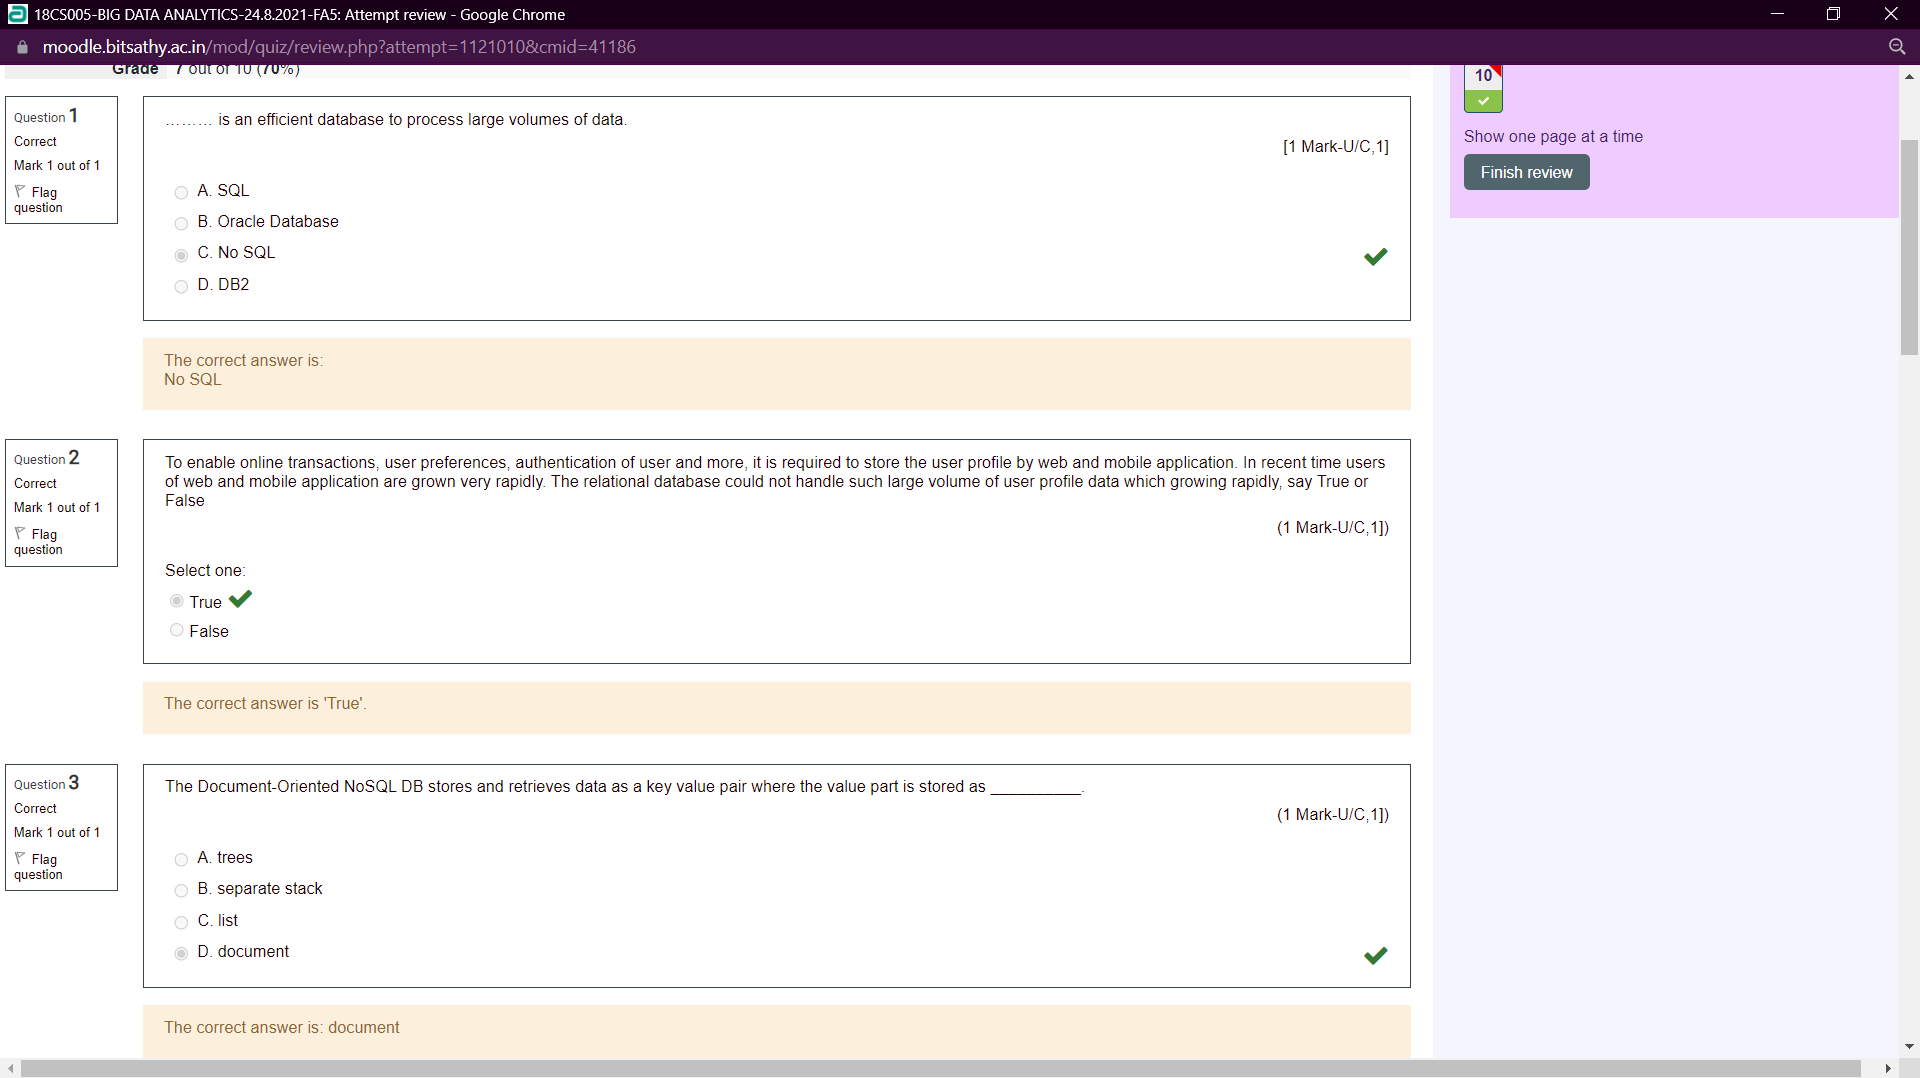 18CS005-BIG DATA ANALYTICS-24.8.2021-FA5: Attempt review - Google Chrome
moodle.bitsathy.ac.in/mod/quiz/review.php?attempt=1121010&cmid=41186
Grade 7 out of 10 (70%)
Question 1
Correct
Mark 1 out of 1
Flag
question
......... is an efficient database to process large volumes of data.
[1 Mark-U/C,1]
A. SQL
B. Oracle Database
C. No SQL
D. DB2
The correct answer is:
No SQL
Question 2
Correct
Mark 1 out of 1
Flag
question
To enable online transactions, user preferences, authentication of user and more, it is required to store the user profile by web and mobile application. In recent time users
of web and mobile application are grown very rapidly. The relational database could not handle such large volume of user profile data which growing rapidly, say True or
False
(1 Mark-U/C,1])
Select one:
True
False
The correct answer is 'True'.
Question 3
Correct
Mark 1 out of 1
Flag
question
The Document-Oriented NoSQL DB stores and retrieves data as a key value pair where the value part is stored as __________.
(1 Mark-U/C,1])
A. trees
B. separate stack
C. list
D. document
The correct answer is: document
10
Show one page at a time
Finish review